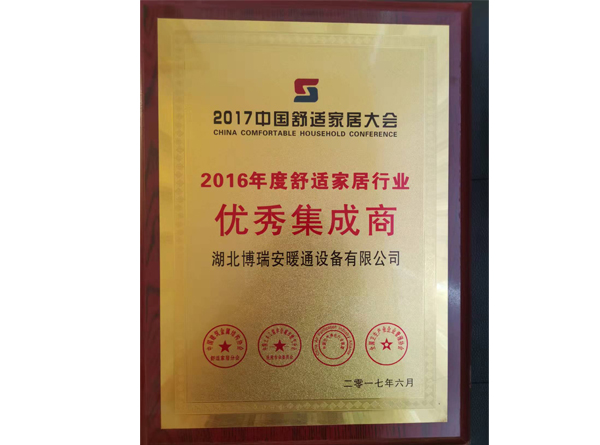 2017中国舒适家居大会
CHINA COMFORTABLE HOUSEHOLD CONFERENCE
2016年度舒适家居行业
优秀集成商
湖北博瑞安暖通设备有限公司
二零一七年六月